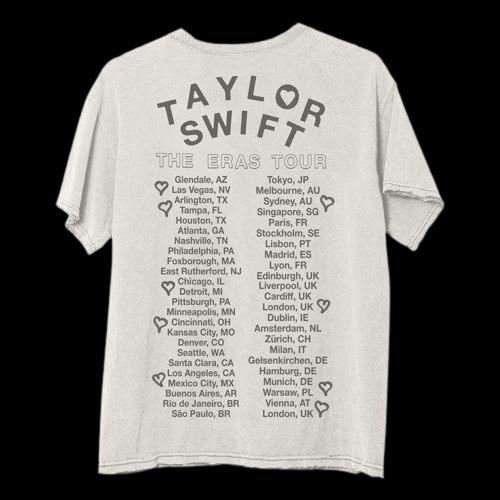 TAYLOR
SWIFT
THE ERAS TOUR
Glendale, AZ
Las Vegas, NV
Arlington, TX
Tampa, FL
Houston, TX
Atlanta, GA
Nashville, TN
Philadelphia, PA
Foxborough, MA
East Rutherford, NJ
Chicago, IL
Detroit, MI
Pittsburgh, PA
Minneapolis, MN
Cincinnati, OH
Kansas City, MO
Denver, CO
Seattle, WA
Santa Clara, CA
Los Angeles, CA
Mexico City, MX
Buenos Aires, AR
Rio de Janeiro, BR
São Paulo, BR
Tokyo, JP
Melbourne, AU
Sydney, AU
Singapore, SG
Paris, FR
Stockholm, SE
Lisbon, PT
Madrid, ES
Lyon, FR
Edinburgh, UK
Liverpool, UK
Cardiff, UK
London, UK
Dublin, IE
Amsterdam, NL
Zürich, CH
Milan, IT
Gelsenkirchen, DE
Hamburg, DE
Munich, DE
Warsaw, PL
Vienna, AT
London, UK